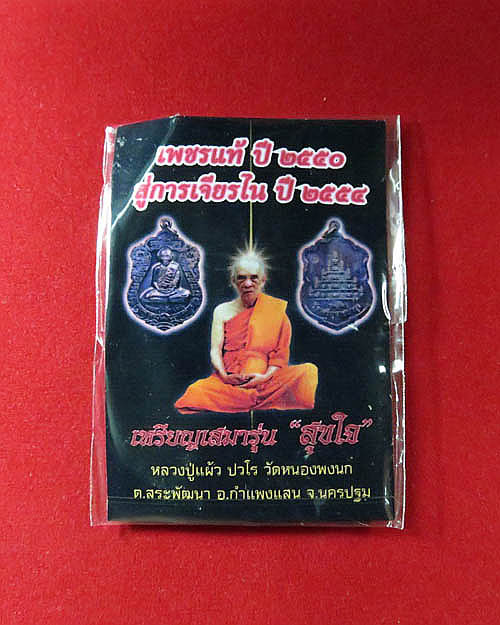 เพชรแท้ ปี ๒๕๕๐
สู่การเจียรไน ปี ๒๕๕๔
เหรียญเสมารุ่น "สุขใจ"
หลวงปู่แผ้ว ปวโร วัดหนองพงนก
ต.สระพัฒนา อ.กำแพงแสน จ.นครปฐม